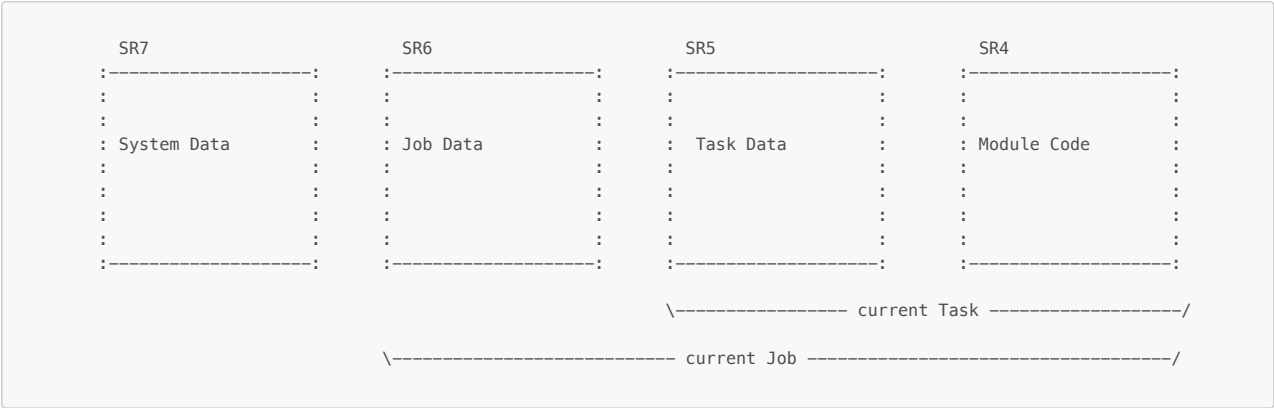 SR7 SR6 SR5 SR4
:--------------------: :--------------------: :--------------------: :--------------------:
: : : : : : : :
: : : : : : : :
: System Data : : Job Data : : Task Data : : Module Code :
: : : : : : : :
: : : : : : : :
: : : : : : : :
: : : : : : : :
:--------------------: :--------------------: :--------------------: :--------------------:
\----------------- current Task -------------------/
\---------------------------- current Job ------------------------------------/